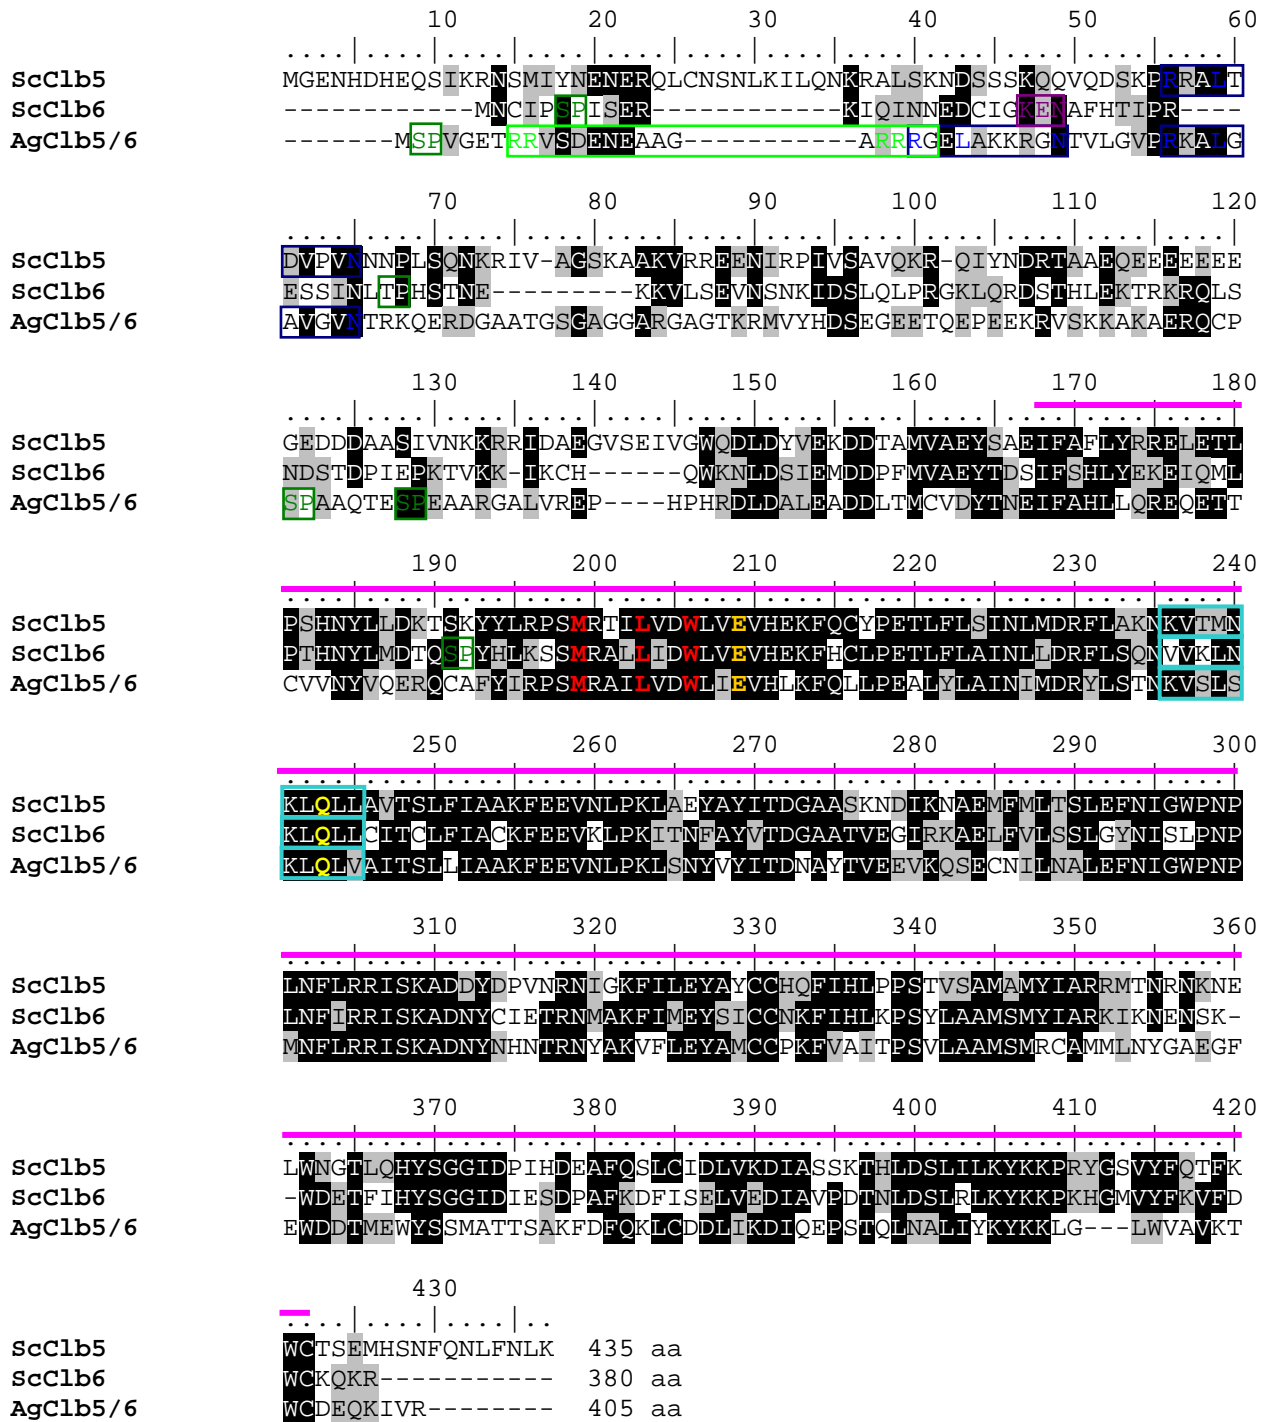 10 20 30 40 50 60
....|....|....|....|....|....|....|....|....|....|....|....|
ScClb5 MGENHDHEQSIKRNSMIYNENERQLCNSNLKILQNKRALSKNDSSSKQQVQDSKPRRALT
ScClb6 ------------MNCIPSPISER------------KIQINNEDCIGKENAFHTIPR----
AgClb5/6 -------MSPVGETRRVSDENEAAG-----------ARRRGELAKKRGNTVLGVPRKALG
70 80 90 100 110 120
....|....|....|....|....|....|....|....|....|....|....|....|
ScClb5 DVPVNNNPLSQNKRIV-AGSKAAKVRREENIRPIVSAVQKR-QIYNDRTAAEQEEEEEEE
ScClb6 ESSINLTPHSTNE---------KKVLSEVNSNKIDSLQLPRGKLQRDSTHLEKTRKRQLS
AgClb5/6 AVGVNTRKQERDGAATGSGAGGARGAGTKRMVYHDSEGEETQEPEEKRVSKKAKAERQCP
130 140 150 160 170 180
....|....|....|....|....|....|....|....|....|....|....|....|
ScClb5 GEDDDAASIVNKKRRIDAEGVSEIVGWQDLDYVEKDDTAMVAEYSAEIFAFLYRRELETL
ScClb6 NDSTDPIEPKTVKK-IKCH------QWKNLDSIEMDDPFMVAEYTDSIFSHLYEKEIQML
AgClb5/6 SPAAQTESPEAARGALVREP----HPHRDLDALEADDLTMCVDYTNEIFAHLLQREQETT
190 200 210 220 230 240
....|....|....|....|....|....|....|....|....|....|....|....|
ScClb5 PSHNYLLDKTSKYYLRPSMRTILVDWLVEVHEKFQCYPETLFLSINLMDRFLAKNKVTMN
ScClb6 PTHNYLMDTQSPYHLKSSMRALLIDWLVEVHEKFHCLPETLFLAINLLDRFLSQNVVKLN
AgClb5/6 CVVNYVQERQCAFYIRPSMRAILVDWLIEVHLKFQLLPEALYLAINIMDRYLSTNKVSLS
250 260 270 280 290 300
....|....|....|....|....|....|....|....|....|....|....|....|
ScClb5 KLQLLAVTSLFIAAKFEEVNLPKLAEYAYITDGAASKNDIKNAEMFMLTSLEFNIGWPNP
ScClb6 KLQLLCITCLFIACKFEEVKLPKITNFAYVTDGAATVEGIRKAELFVLSSLGYNISLPNP
AgClb5/6 KLQLVAITSLLIAAKFEEVNLPKLSNYVYITDNAYTVEEVKQSECNILNALEFNIGWPNP
310 320 330 340 350 360
....|....|....|....|....|....|....|....|....|....|....|....|
ScClb5 LNFLRRISKADDYDPVNRNIGKFILEYAYCCHQFIHLPPSTVSAMAMYIARRMTNRNKNE
ScClb6 LNFIRRISKADNYCIETRNMAKFIMEYSICCNKFIHLKPSYLAAMSMYIARKIKNENSK-
AgClb5/6 MNFLRRISKADNYNHNTRNYAKVFLEYAMCCPKFVAITPSVLAAMSMRCAMMLNYGAEGF
370 380 390 400 410 420
....|....|....|....|....|....|....|....|....|....|....|....|
ScClb5 LWNGTLQHYSGGIDPIHDEAFQSLCIDLVKDIASSKTHLDSLILKYKKPRYGSVYFQTFK
ScClb6 -WDETFIHYSGGIDIESDPAFKDFISELVEDIAVPDTNLDSLRLKYKKPKHGMVYFKVFD
AgClb5/6 EWDDTMEWYSSMATTSAKFDFQKLCDDLIKDIQEPSTQLNALIYKYKKLG---LWVAVKT
430
....|....|....|..
ScClb5 WCTSEMHSNFQNLFNLK 435 aa
ScClb6 WCKQKR----------- 380 aa
AgClb5/6 WCDEQKIVR-------- 405 aa